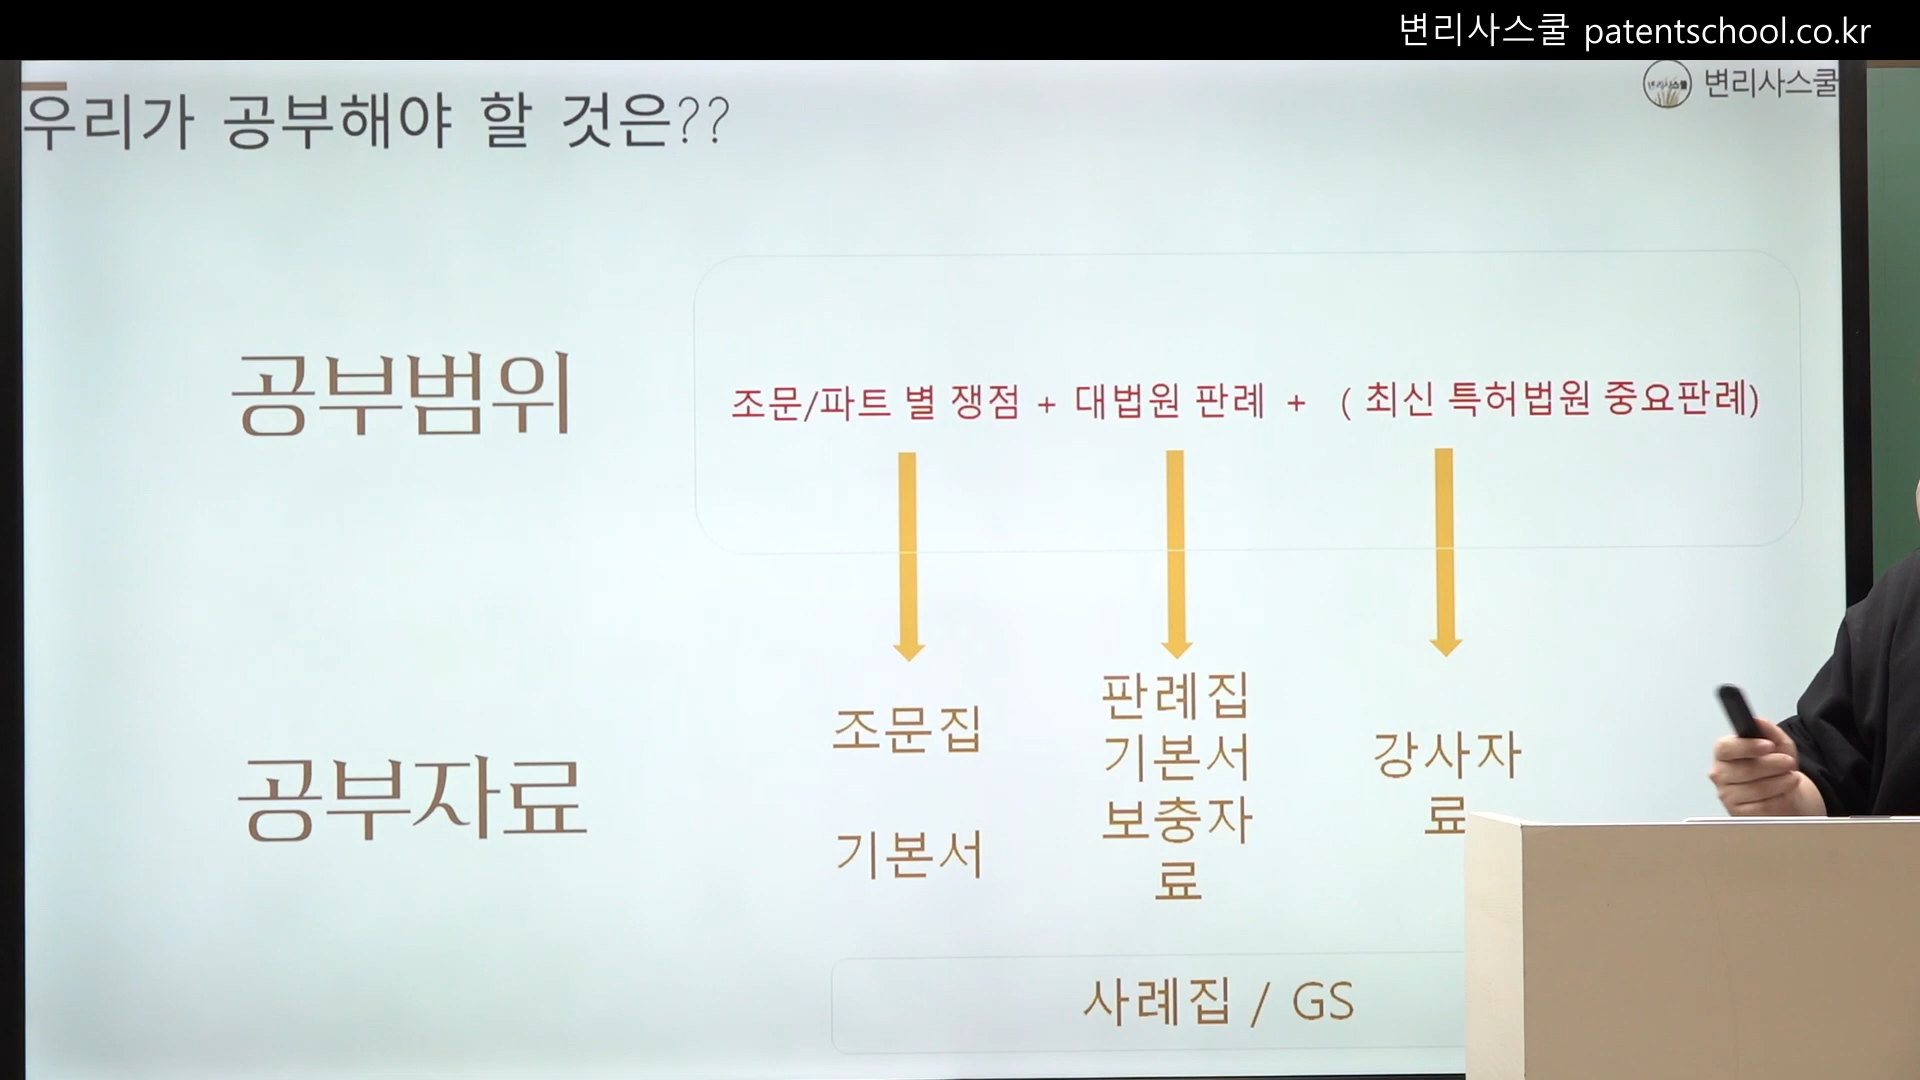 변리사스쿨 patentschool.co.kr
변리사스쿨
우리가 공부해야 할 것은??
공부범위
조문/파트 별 쟁점 + 대법원 판례 + ( 최신 특허법원 중요판례)
공부자료
조문집
기본서
판례집
기본서
보충자
료
강사자
료
사례집 / GS